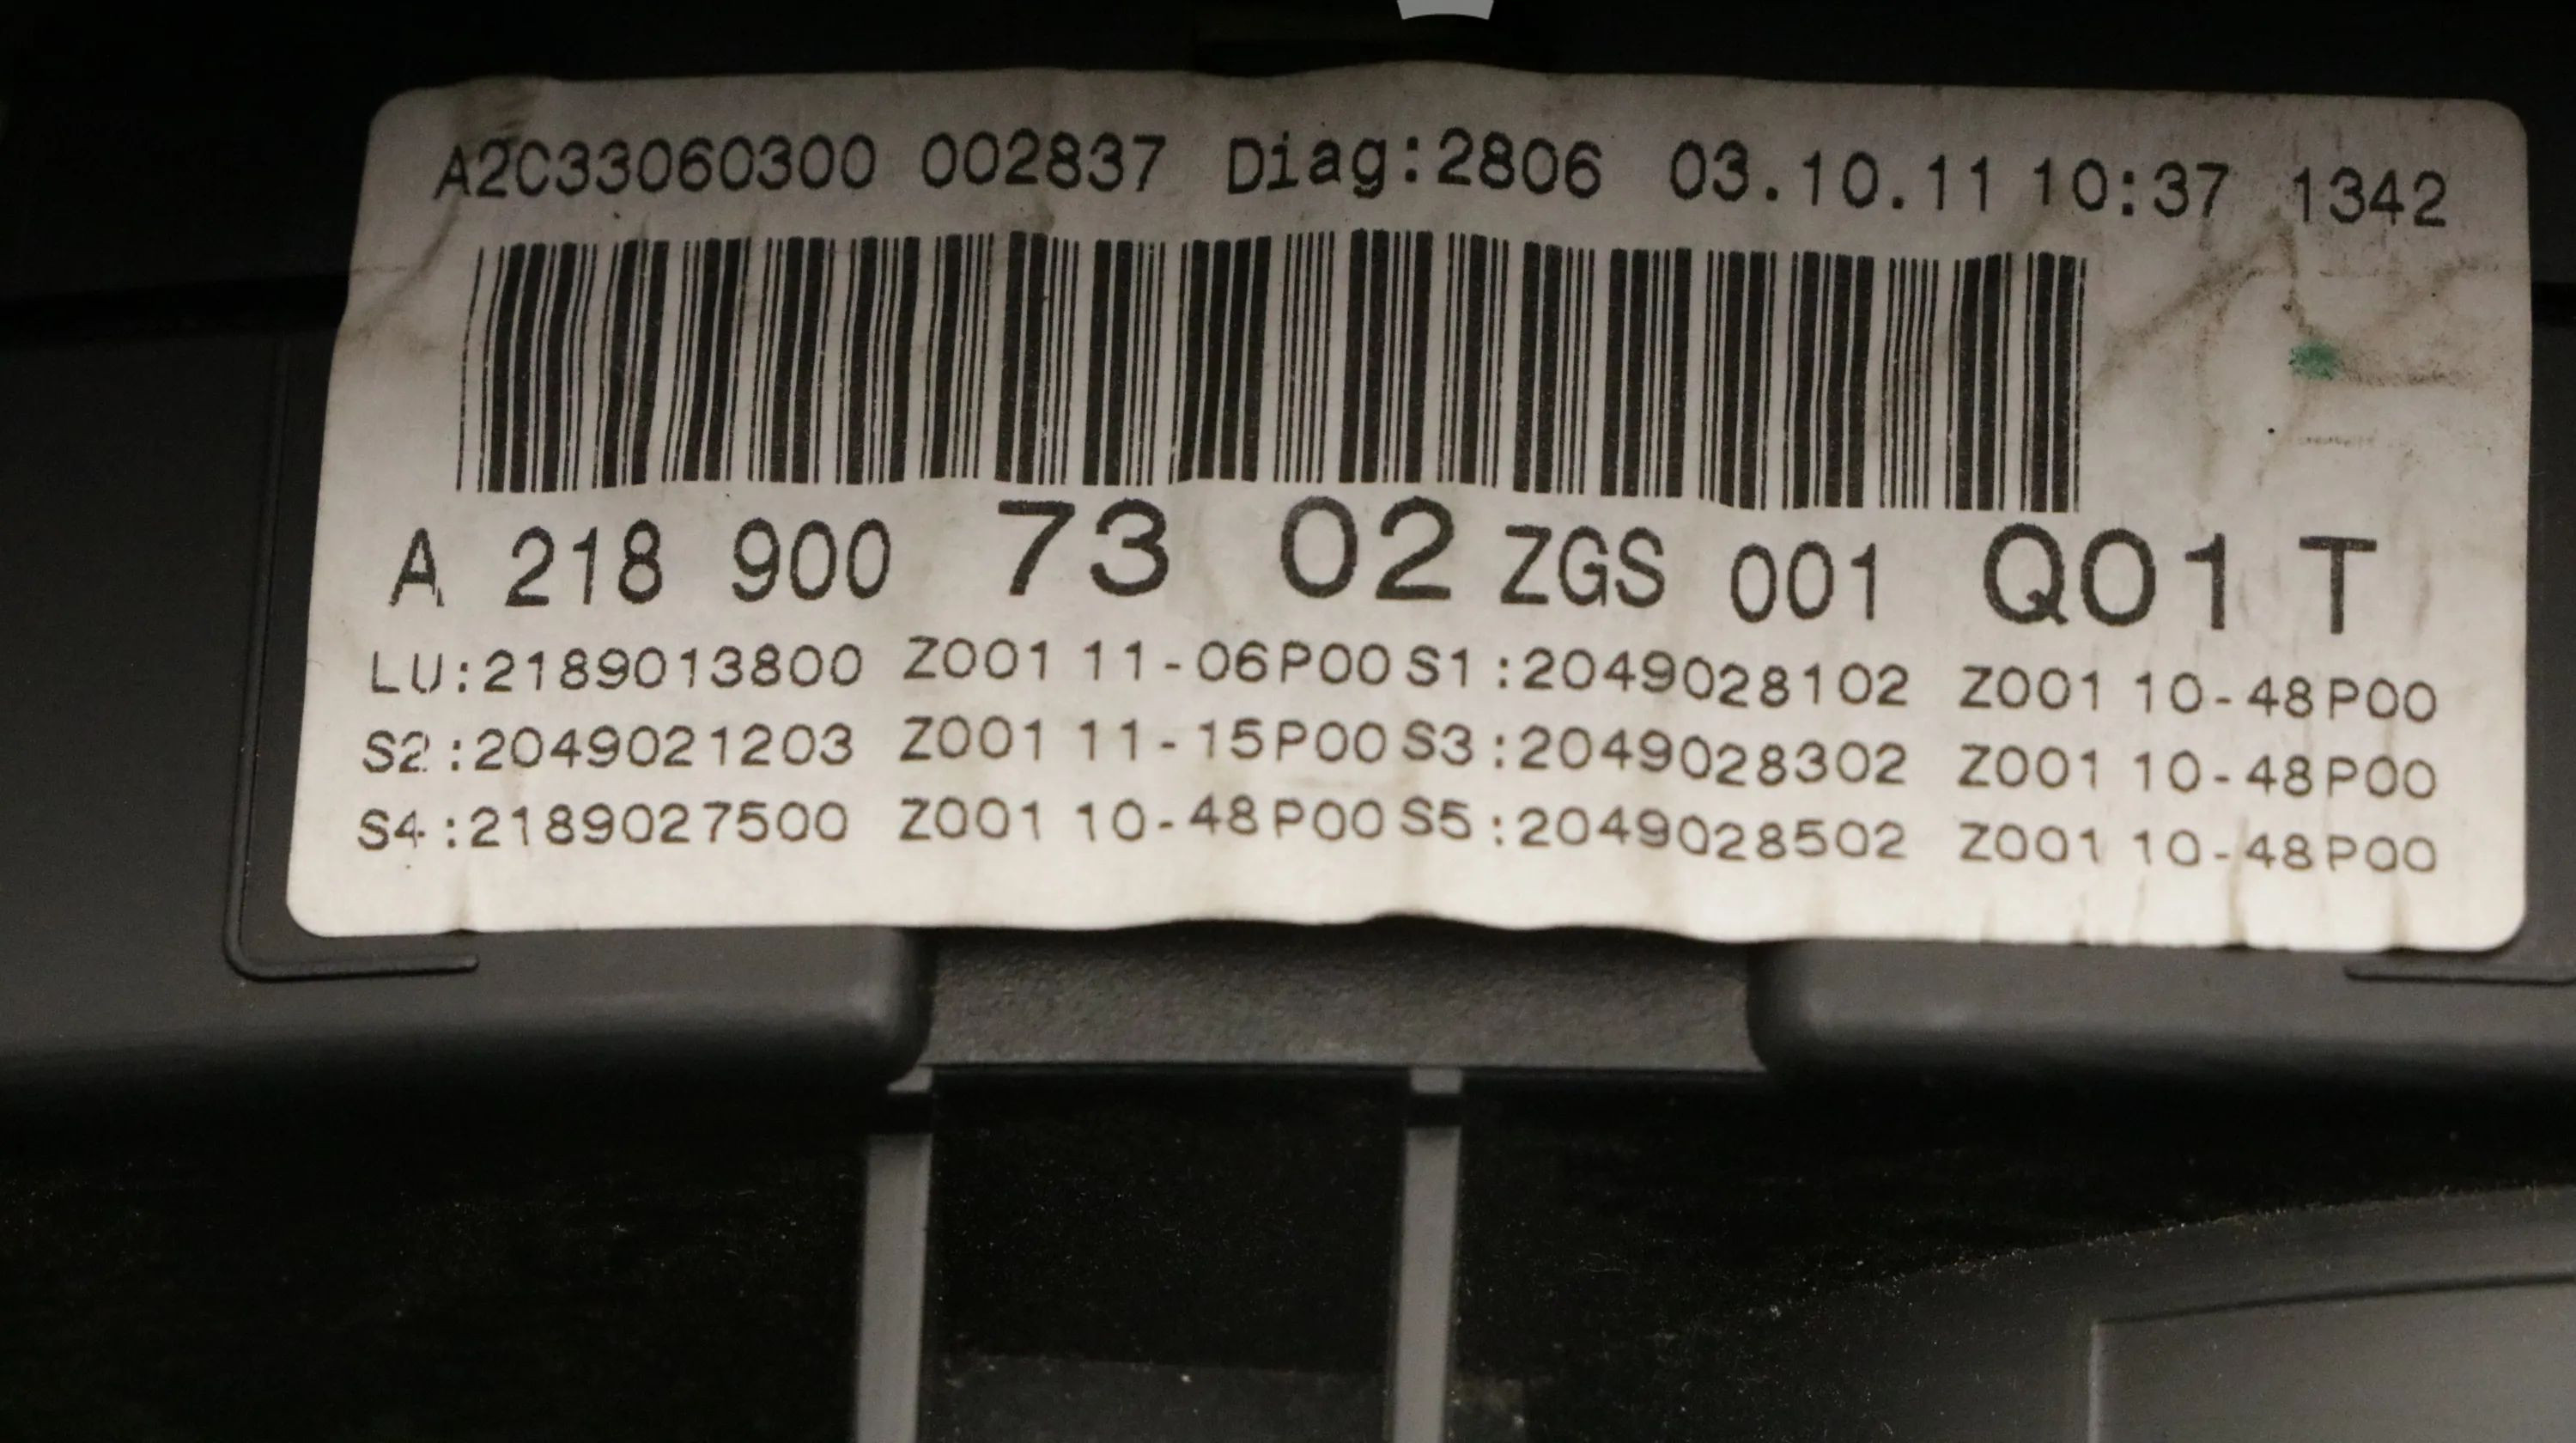 A2C33060300 002837 Diag:2806 03.10.11 10:37 1342
A 218 900 73 02 ZGS 001 Q01 T
LU:2189013800 Z001 11-06P00 S1:2049028102 Z001 10-48P00
S2:2049021203 Z001 11-15P00 S3:2049028302 Z001 10-48P00
S4:2189027500 Z001 10-48P00 S5:2049028502 Z001 10-48P00